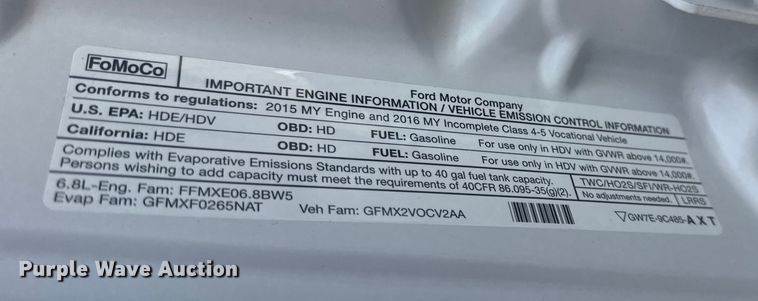 FoMoCo
Ford Motor Company
IMPORTANT ENGINE INFORMATION / VEHICLE EMISSION CONTROL INFORMATION
Conforms to regulations: 2015 MY Engine and 2016 MY Incomplete Class 4-5 Vocational Vehicle
U.S. EPA: HDE/HDV OBD: HD FUEL: Gasoline For use only in HDV with GVWR above 14,000#.
California: HDE OBD: HD FUEL: Gasoline For use only in HDV with GVWR above 14,000#.
Complies with Evaporative Emissions Standards with up to 40 gal fuel tank capacity. TWC/HO2S/SFI/WR-HO2S
Persons wishing to add capacity must meet the requirements of 40CFR 86.095-35(g)(2). No adjustments needed. LRRS
6.8L-Eng. Fam: FFMXE06.8BW5
Evap Fam: GFMXF0265NAT Veh Fam: GFMX2VOCV2AA GW7E-9C485-AXT
Purple Wave Auction